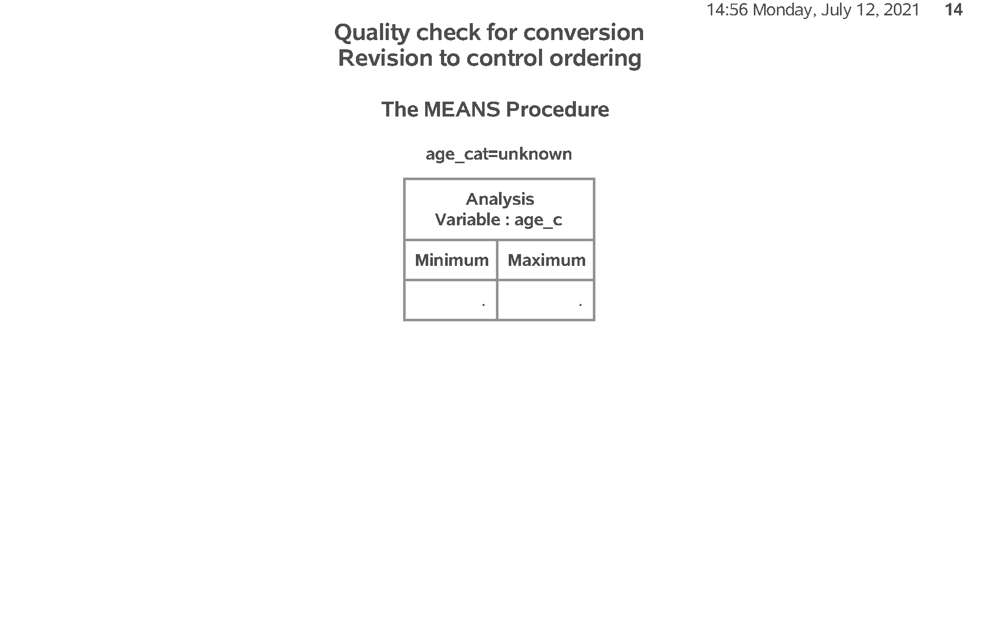 14:56 Monday, July 12, 2021 14
Quality check for conversion
Revision to control ordering
The MEANS Procedure
age_cat=unknown
Analysis
Variable : age_c
Minimum Maximum
. .